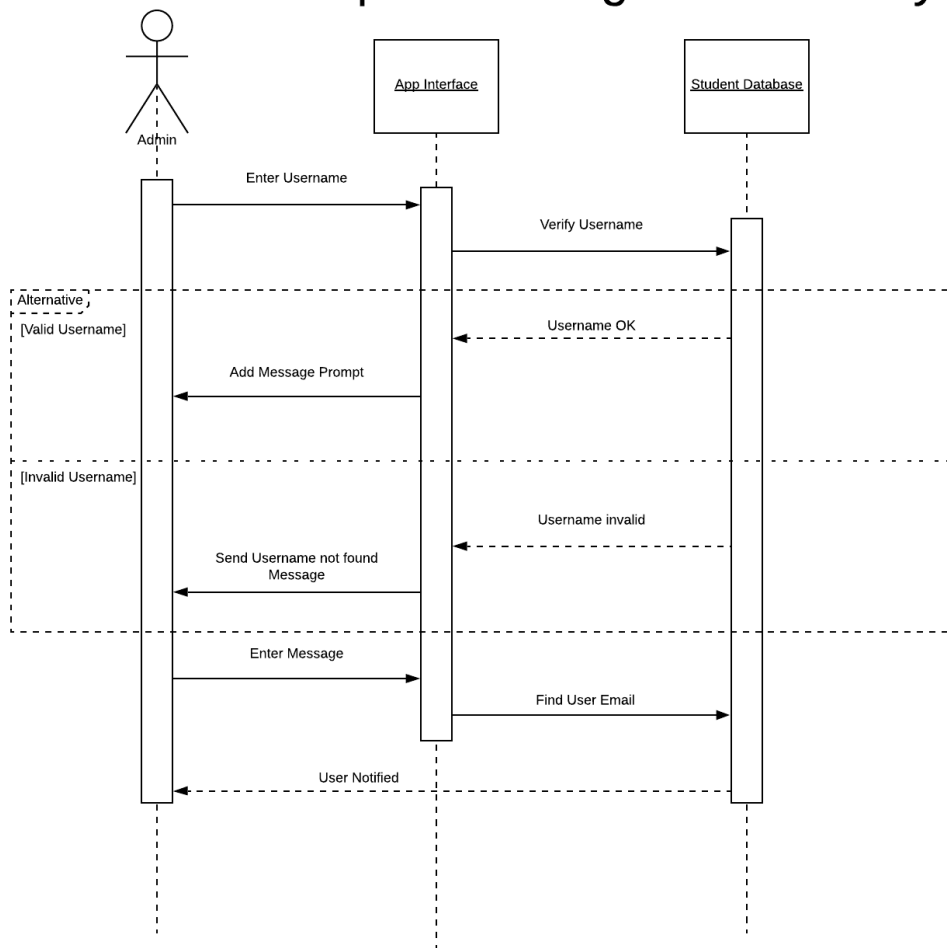 Admin
App Interface
Student Database
Enter Username
Verify Username
Alternative
[Valid Username]
Username OK
Add Message Prompt
[Invalid Username]
Username invalid
Send Username not found
Message
Enter Message
Find User Email
User Notified